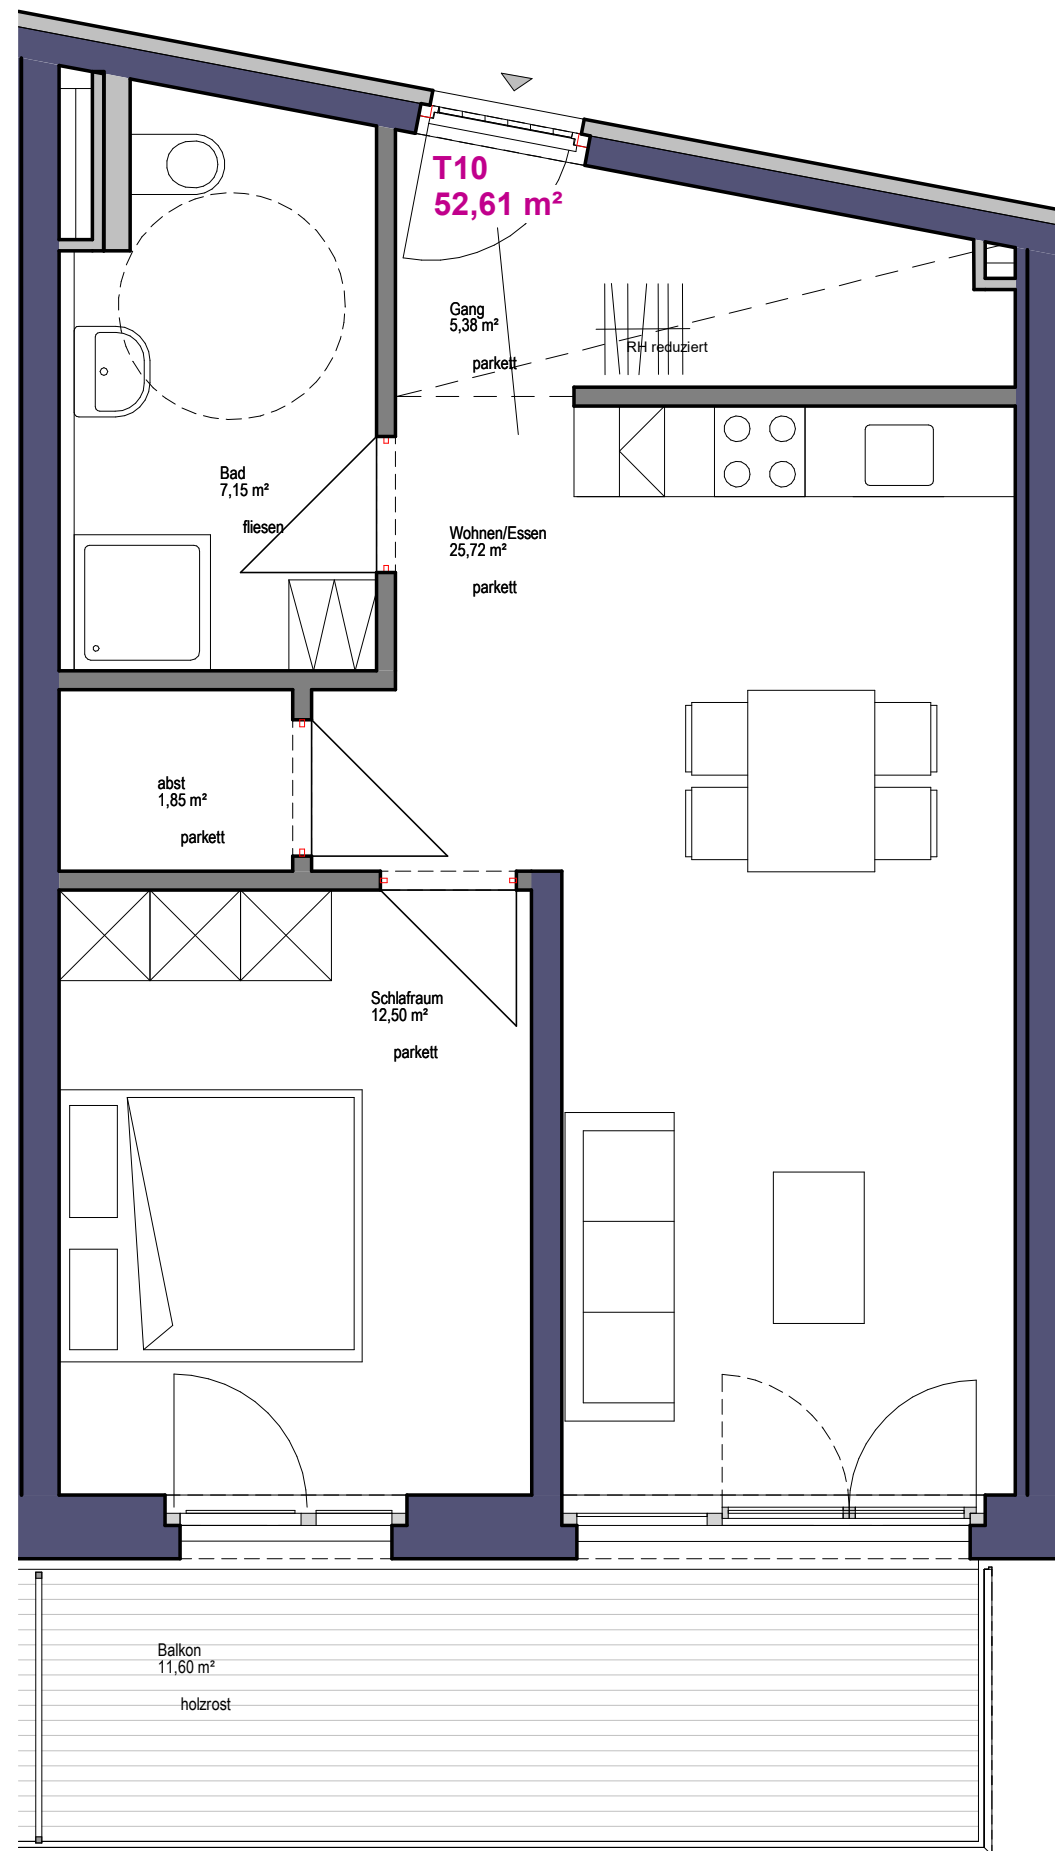 T10
52,61 m²
Gang
5,38 m²
parkett
RH reduziert
Bad
7,15 m²
fliesen
Wohnen/Essen
25,72 m²
parkett
abst
1,85 m²
parkett
Schlafraum
12,50 m²
parkett
Balkon
11,60 m²
holzrost